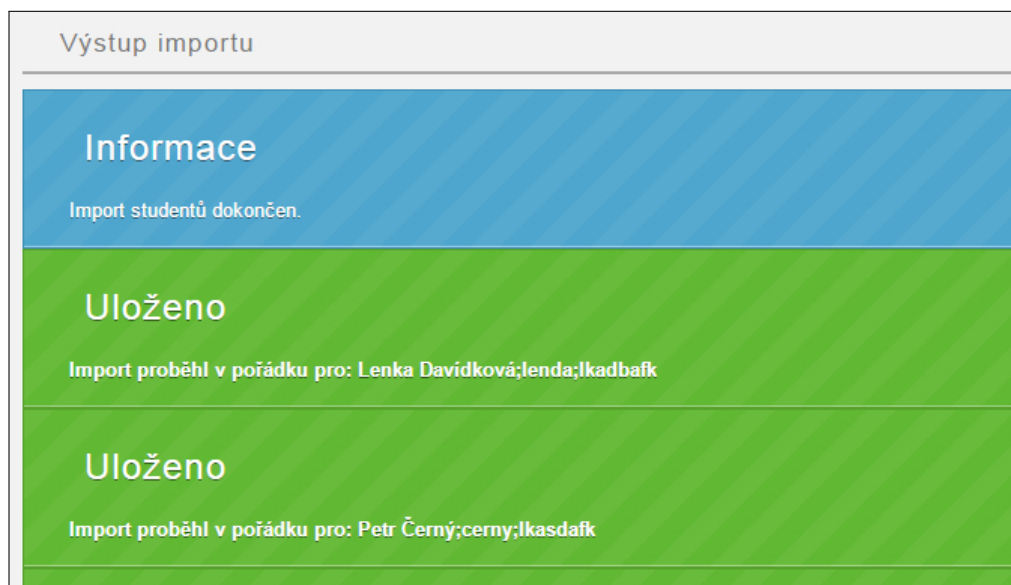 Výstup importu
Informace
Import studentů dokončen.
Uloženo
Import proběhl v pořádku pro: Lenka Davídková;lenda;lkadbafk
Uloženo
Import proběhl v pořádku pro: Petr Černý;cerny;lkasdafk